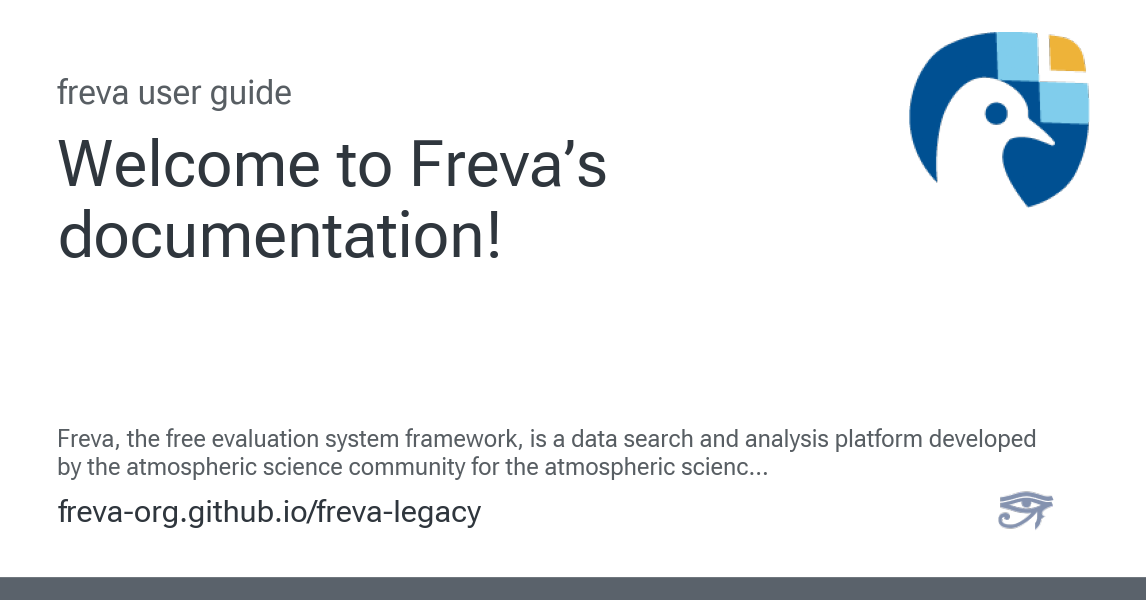 freva user guide
Welcome to Freva’s
documentation!
Freva, the free evaluation system framework, is a data search and analysis platform developed
by the atmospheric science community for the atmospheric scienc...
freva-org.github.io/freva-legacy